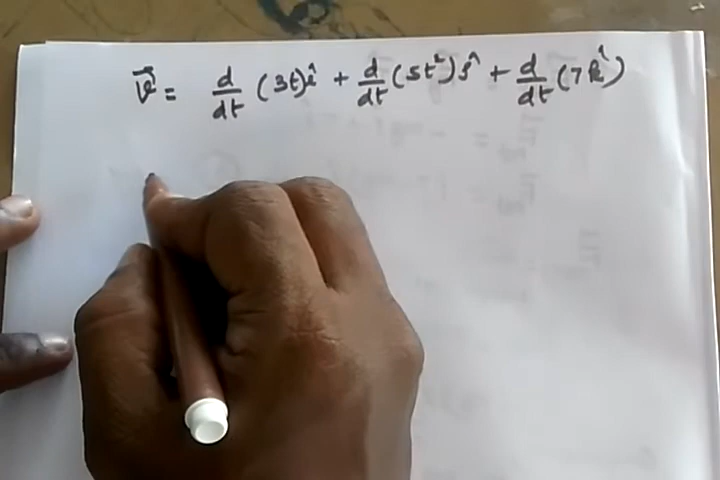 v⃗ = d/dt (3t)î + d/dt (5t²)ĵ + d/dt (7k̂)